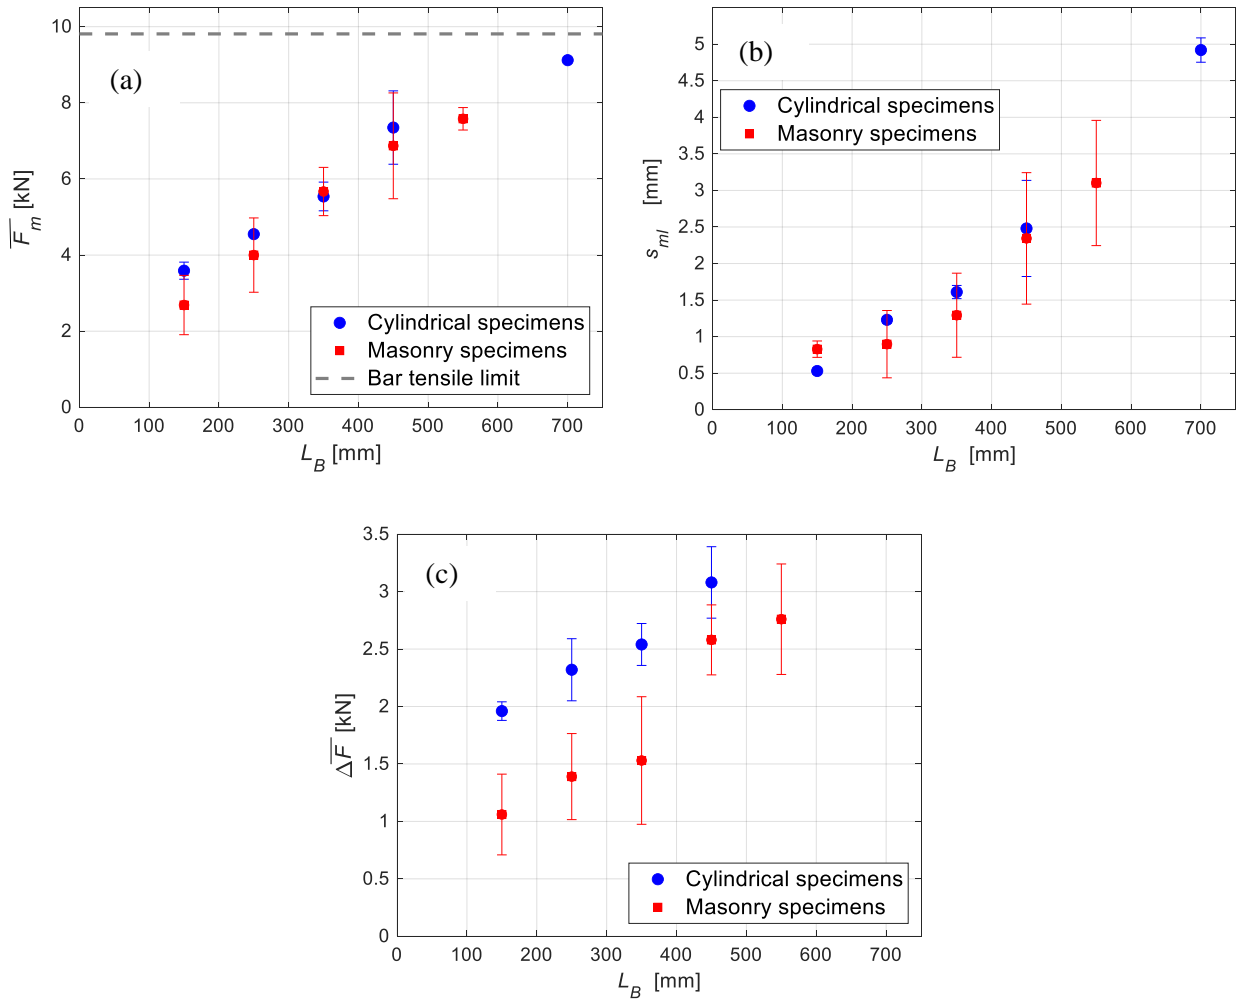 (a)
10
8
6
4
2
0
F̅m [kN]
Cylindrical specimens
Masonry specimens
Bar tensile limit
0 100 200 300 400 500 600 700
LB [mm]
(b)
5
4.5
4
3.5
3
2.5
2
1.5
1
0.5
0
sml [mm]
Cylindrical specimens
Masonry specimens
0 100 200 300 400 500 600 700
LB [mm]
(c)
3.5
3
2.5
2
1.5
1
0.5
0
ΔF̅ [kN]
Cylindrical specimens
Masonry specimens
0 100 200 300 400 500 600 700
LB [mm]